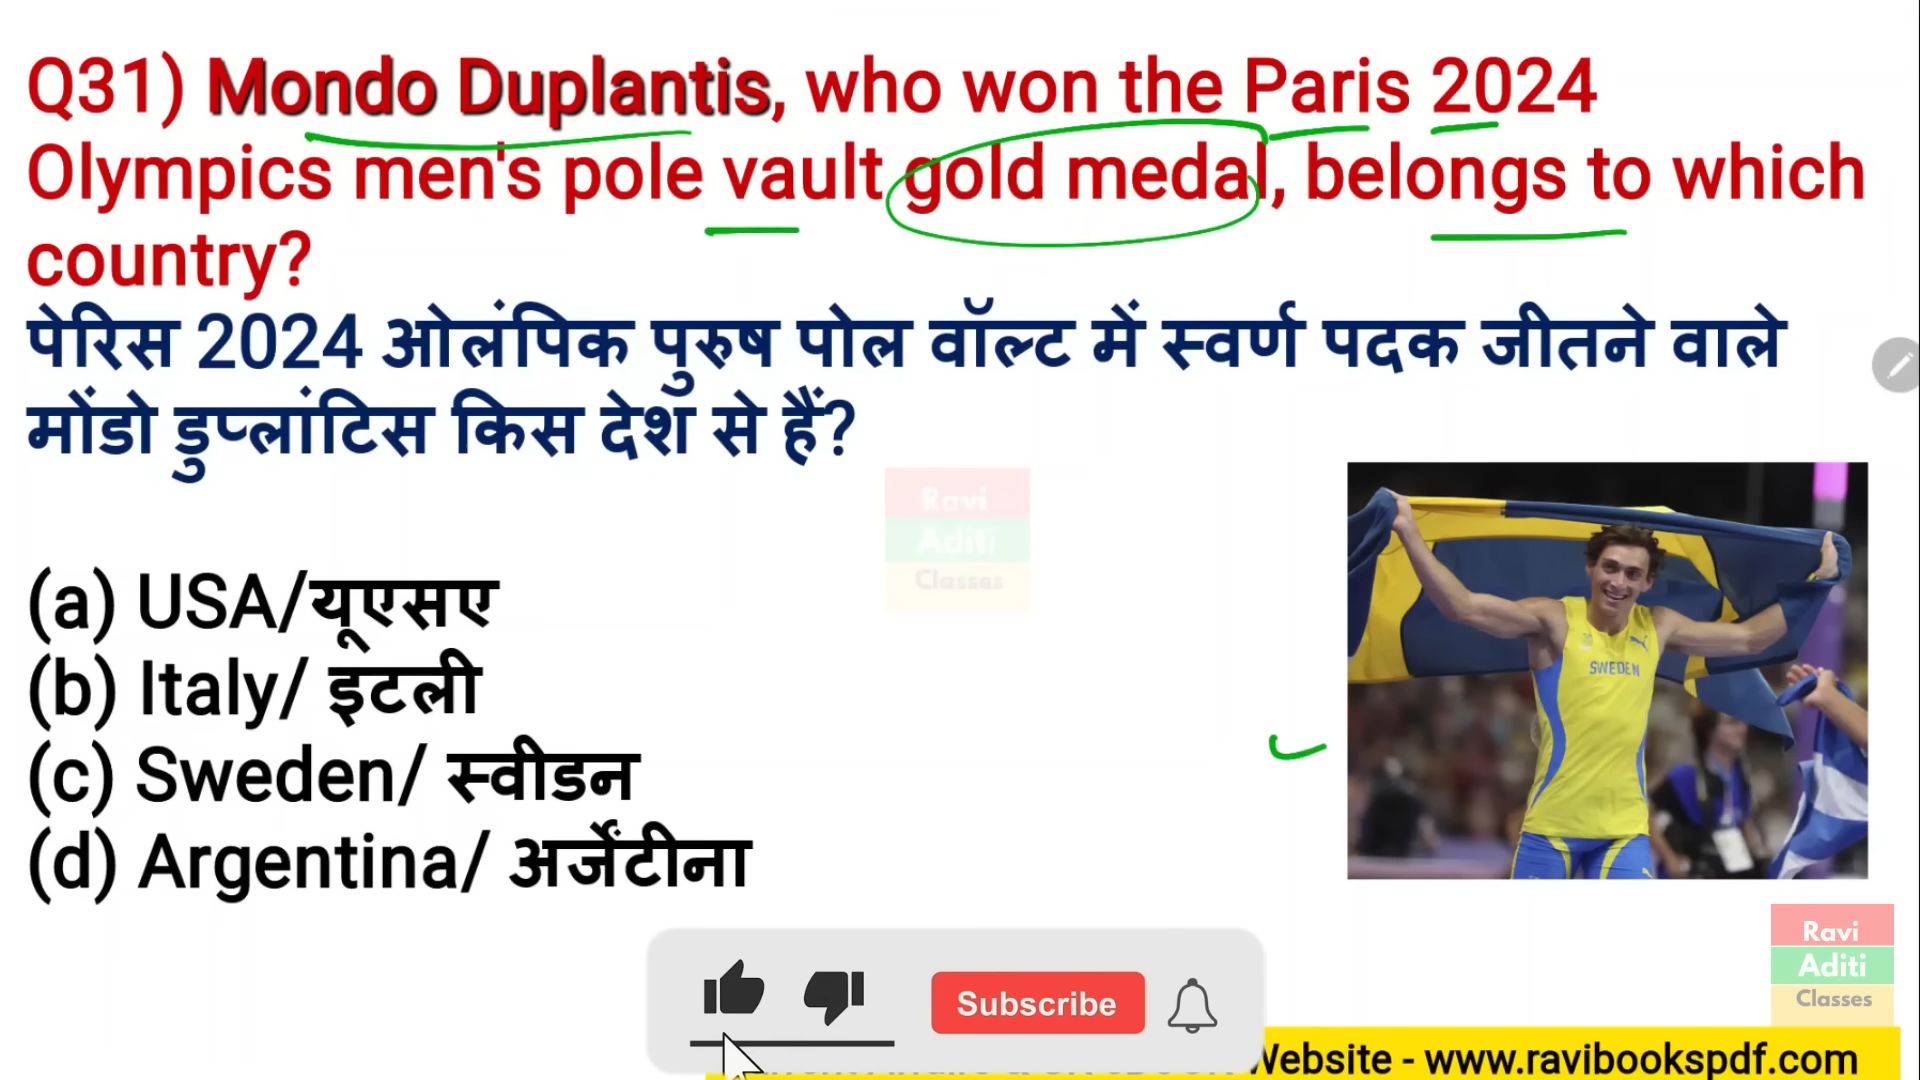 Q31) Mondo Duplantis, who won the Paris 2024
Olympics men's pole vault gold medal, belongs to which
country?
पेरिस 2024 ओलंपिक पुरुष पोल वॉल्ट में स्वर्ण पदक जीतने वाले
मोंडो डुप्लांटिस किस देश से हैं?
Ravi
Aditi
Classes
(a) USA/यूएसए
(b) Italy/ इटली
(c) Sweden/ स्वीडन
(d) Argentina/ अर्जेंटीना
SWEDEN
Ravi
Aditi
Classes
Subscribe
Website - www.ravibookspdf.com